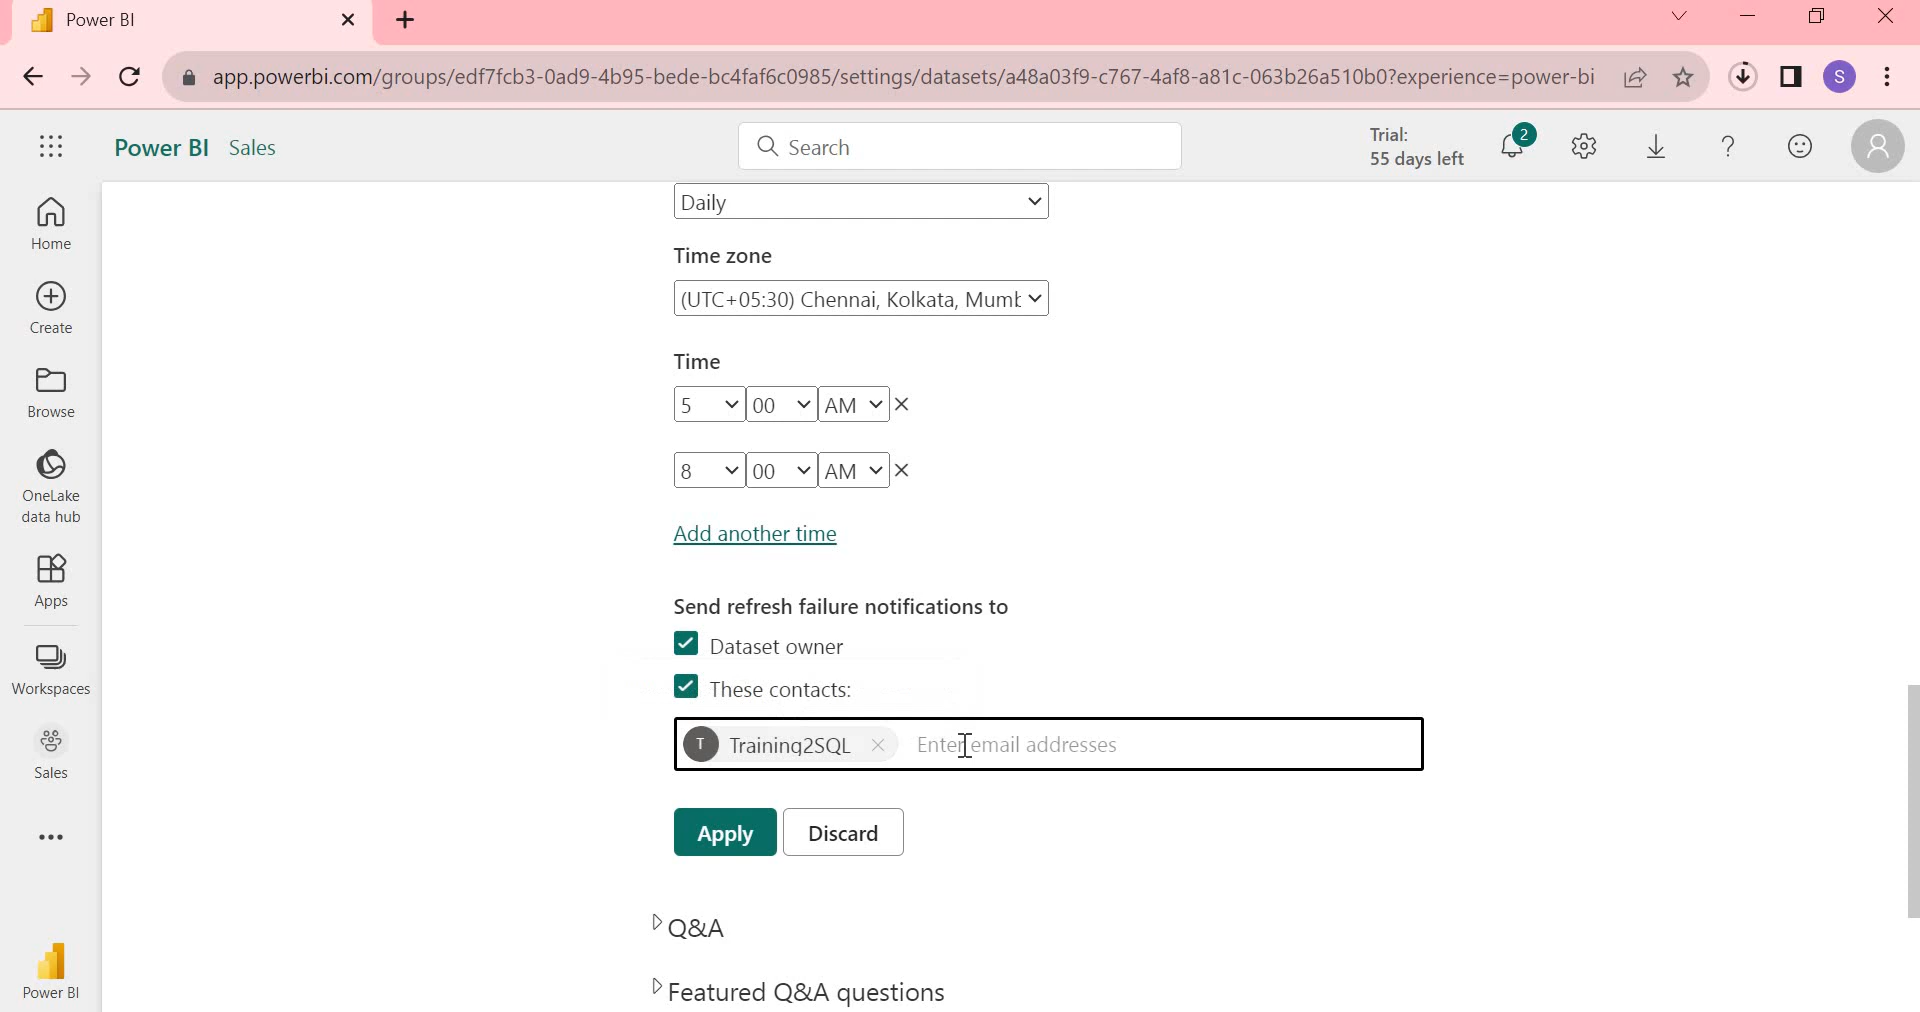 Power BI
app.powerbi.com/groups/edf7fcb3-0ad9-4b95-bede-bc4faf6c0985/settings/datasets/a48a03f9-c767-4af8-a81c-063b26a510b0?experience=power-bi
S
Power BI Sales
Search
Trial:
55 days left
2
Home
Create
Browse
OneLake
data hub
Apps
Workspaces
Sales
Power BI
Daily
Time zone
(UTC+05:30) Chennai, Kolkata, Mumb
Time
5 00 AM
8 00 AM
Add another time
Send refresh failure notifications to
Dataset owner
These contacts:
T Training2SQL Enter email addresses
Apply Discard
Q&A
Featured Q&A questions